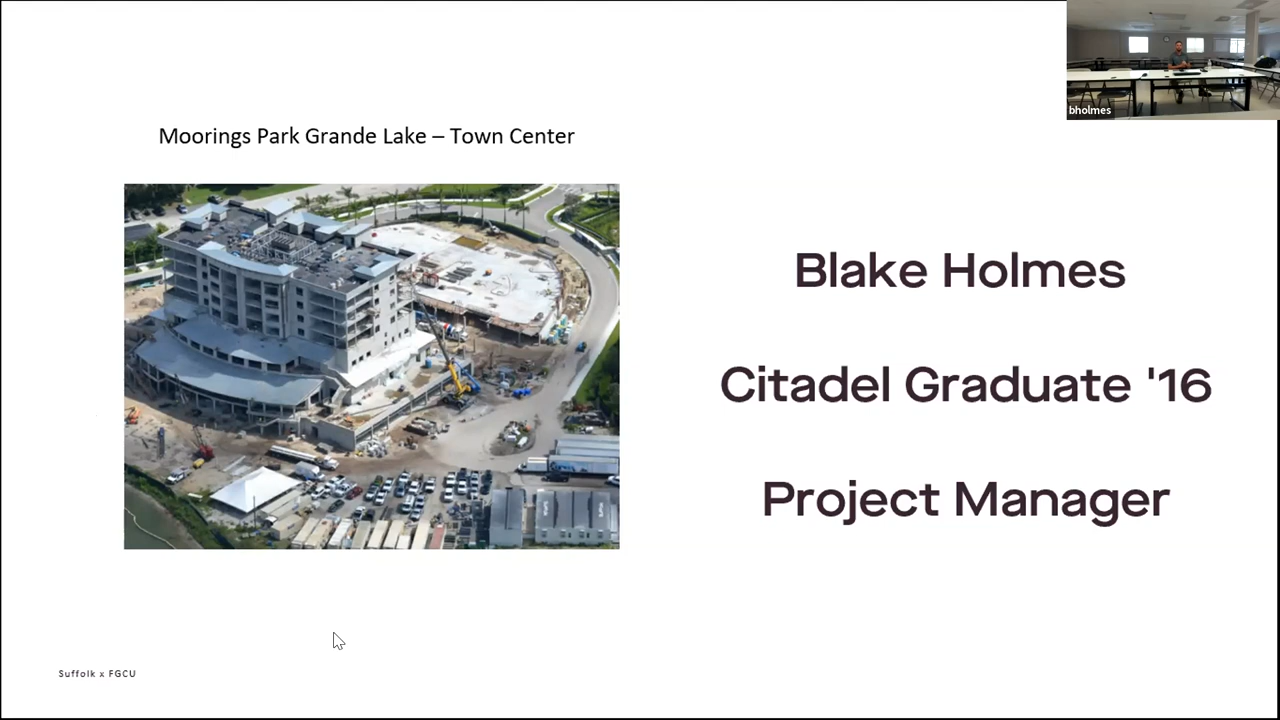 bholmes
Moorings Park Grande Lake – Town Center
Blake Holmes
Citadel Graduate '16
Project Manager
Suffolk x FGCU